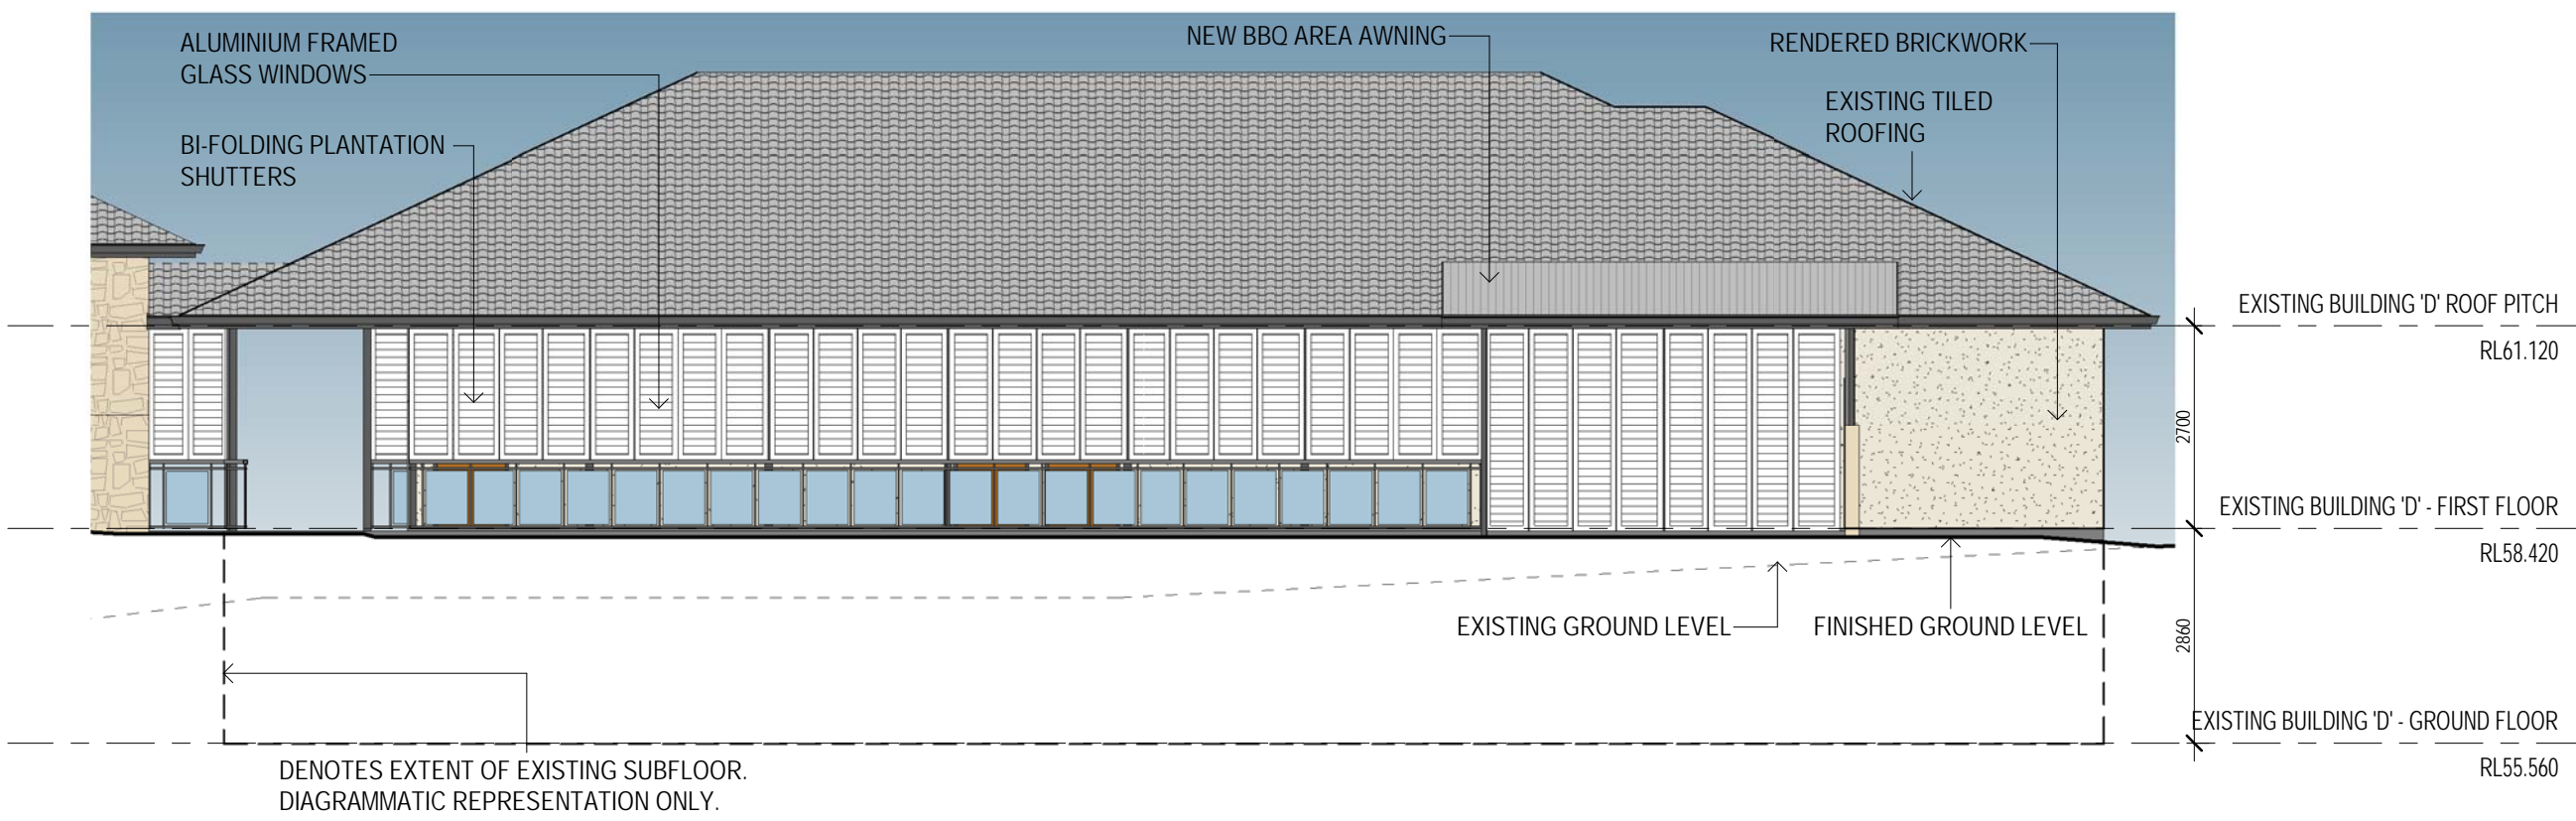 ALUMINIUM FRAMED
GLASS WINDOWS
BI-FOLDING PLANTATION
SHUTTERS
NEW BBQ AREA AWNING
RENDERED BRICKWORK
EXISTING TILED
ROOFING
EXISTING BUILDING 'D' ROOF PITCH
RL61.120
2700
EXISTING BUILDING 'D' - FIRST FLOOR
RL58.420
EXISTING GROUND LEVEL
FINISHED GROUND LEVEL
2860
EXISTING BUILDING 'D' - GROUND FLOOR
RL55.560
DENOTES EXTENT OF EXISTING SUBFLOOR.
DIAGRAMMATIC REPRESENTATION ONLY.